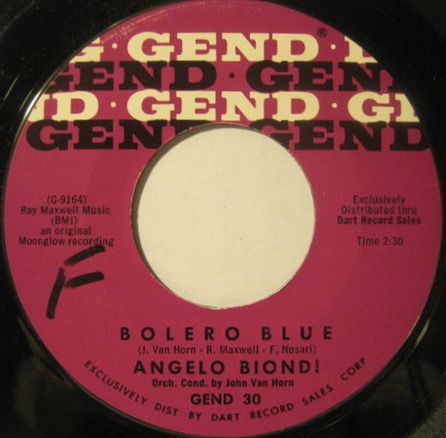 G · GEND · D
GEND · GEND
ND · GEND · GE
GEND · GEND
®
(G-9164)
Ray Maxwell Music
(BMI)
an original
Moonglow recording
Exclusively
Distributed thru
Dart Record Sales
Time 2:30
F
BOLERO BLUE
(J. Van Horn - R. Maxwell - F. Nosari)
ANGELO BIONDI
Orch. Cond. by John Van Horn
GEND 30
EXCLUSIVELY DIST BY DART RECORD SALES CORP